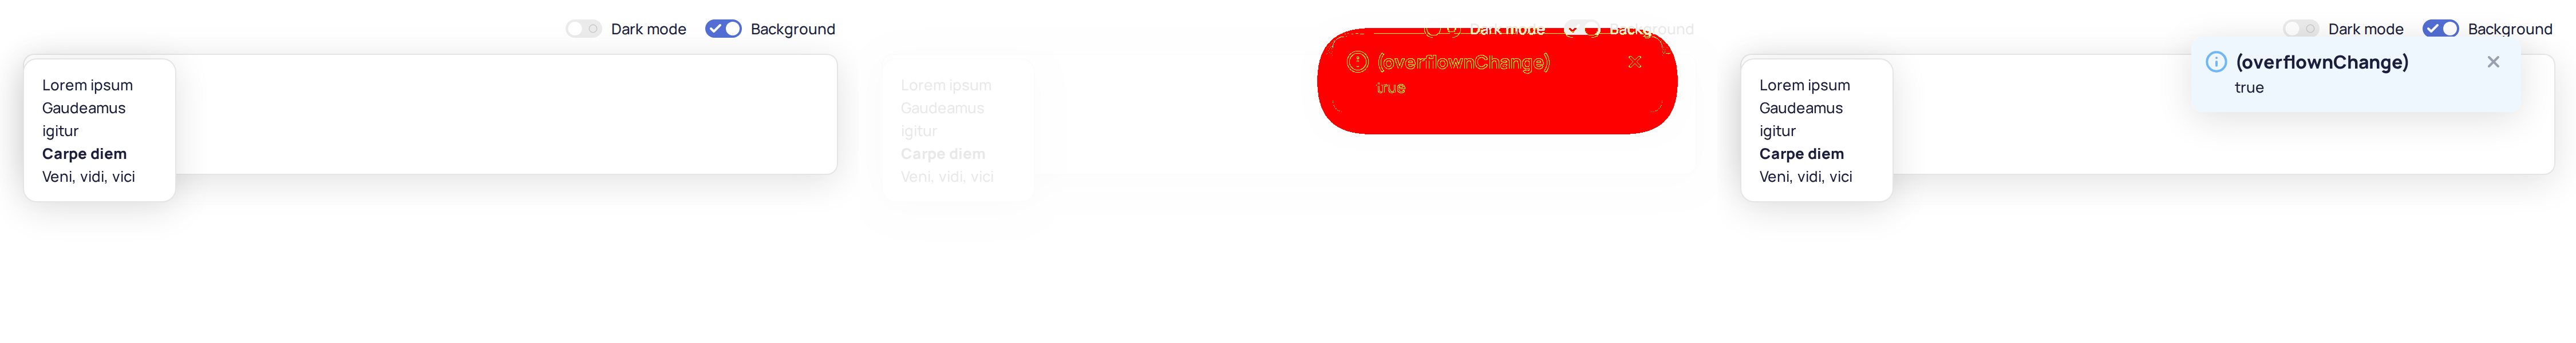 Dark mode Background
Lorem ipsum
Gaudeamus
igitur
Carpe diem
Veni, vidi, vici
Dark mode Background
(overflownChange)
true
Lorem ipsum
Gaudeamus
igitur
Carpe diem
Veni, vidi, vici
Dark mode Background
(overflownChange)
true
Lorem ipsum
Gaudeamus
igitur
Carpe diem
Veni, vidi, vici